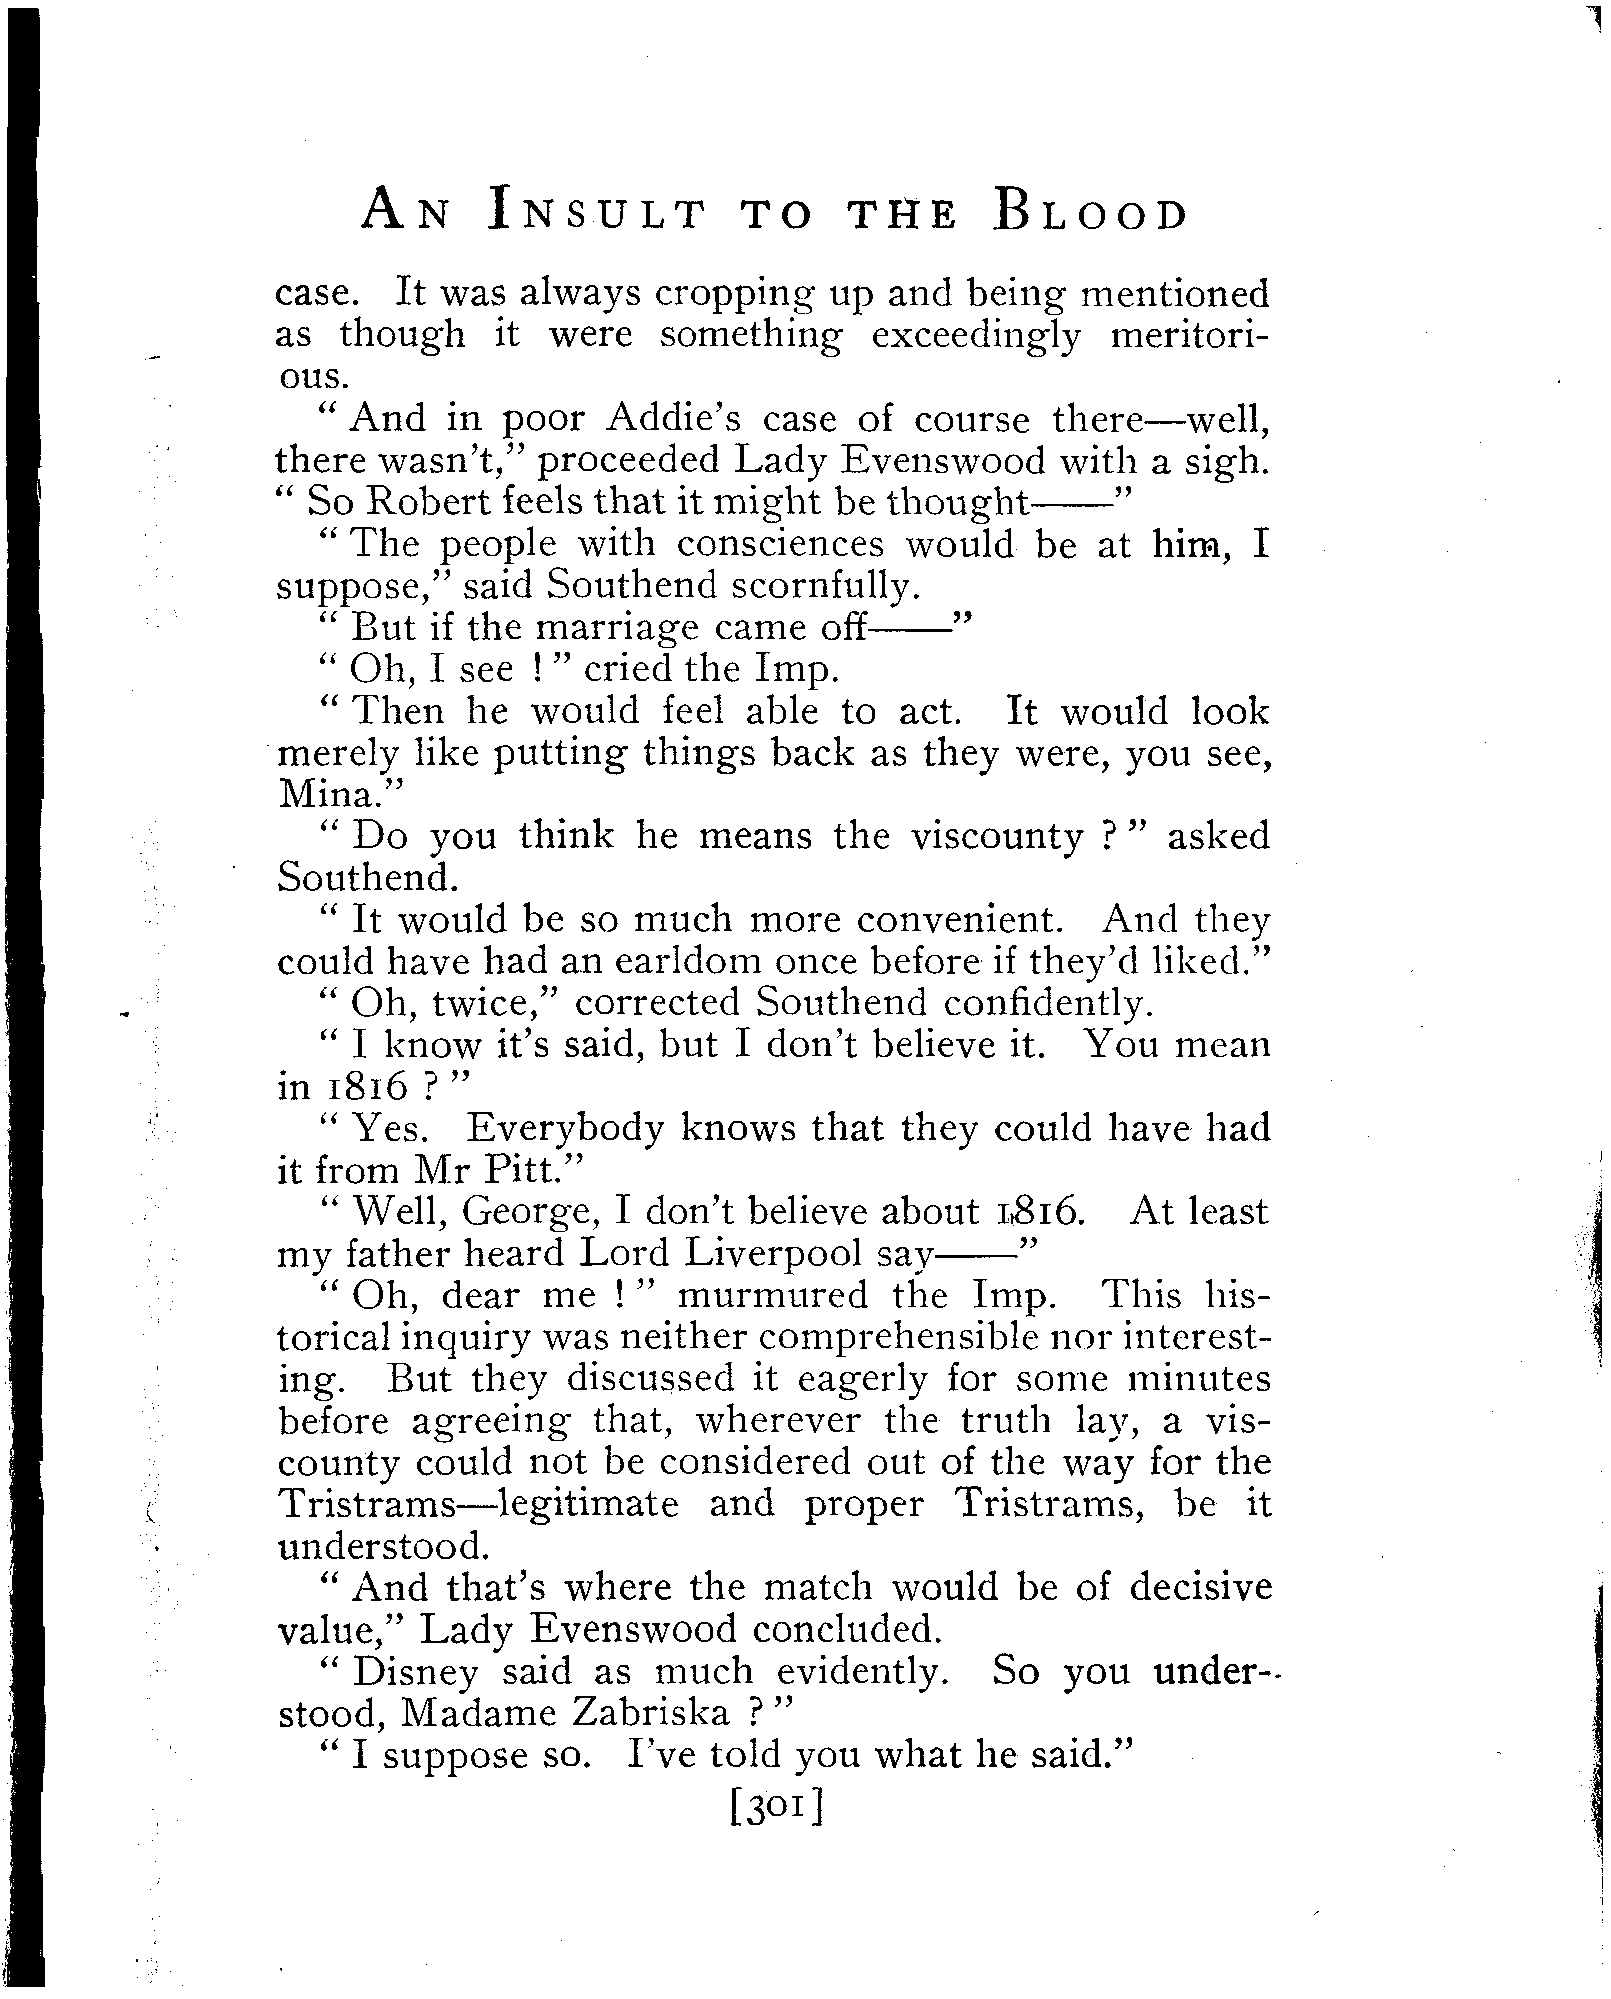 An Insult to the Blood
case. It was always cropping up and being mentioned
as though it were something exceedingly meritori-
ous.
“ And in poor Addie’s case of course there—well,
there wasn’t,” proceeded Lady Evenswood with a sigh.
“ So Robert feels that it might be thought——”
“ The people with consciences would be at him, I
suppose,” said Southend scornfully.
“ But if the marriage came off——”
“ Oh, I see ! ” cried the Imp.
“ Then he would feel able to act. It would look
merely like putting things back as they were, you see,
Mina.”
“ Do you think he means the viscounty ? ” asked
Southend.
“ It would be so much more convenient. And they
could have had an earldom once before if they’d liked.”
“ Oh, twice,” corrected Southend confidently.
“ I know it’s said, but I don’t believe it. You mean
in 1816 ? ”
“ Yes. Everybody knows that they could have had
it from Mr Pitt.”
“ Well, George, I don’t believe about 1816. At least
my father heard Lord Liverpool say——”
“ Oh, dear me ! ” murmured the Imp. This his-
torical inquiry was neither comprehensible nor interest-
ing. But they discussed it eagerly for some minutes
before agreeing that, wherever the truth lay, a vis-
county could not be considered out of the way for the
Tristrams—legitimate and proper Tristrams, be it
understood.
“ And that’s where the match would be of decisive
value,” Lady Evenswood concluded.
“ Disney said as much evidently. So you under-
stood, Madame Zabriska ? ”
“ I suppose so. I’ve told you what he said.”
[301]